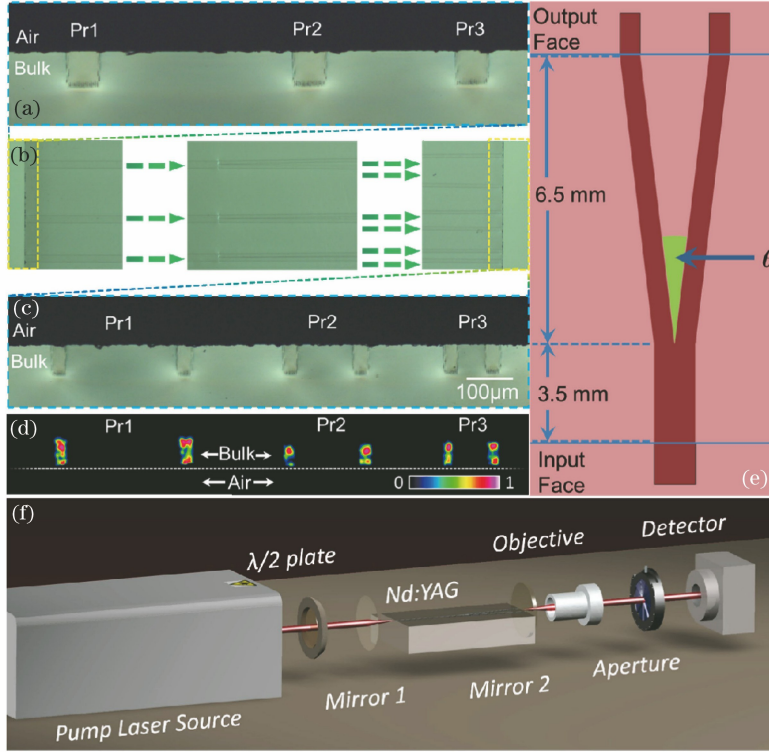 Air Pr1 Pr2 Pr3
Bulk
(a)
(b)
(c)
Air Pr1 Pr2 Pr3
Bulk
100μm
(d)
Pr1 Pr2 Pr3
Bulk
Air
0 1
Output
Face
6.5 mm
θ
3.5 mm
Input
Face
(e)
(f)
λ/2 plate
Objective
Detector
Nd:YAG
Aperture
Mirror 1
Mirror 2
Pump Laser Source